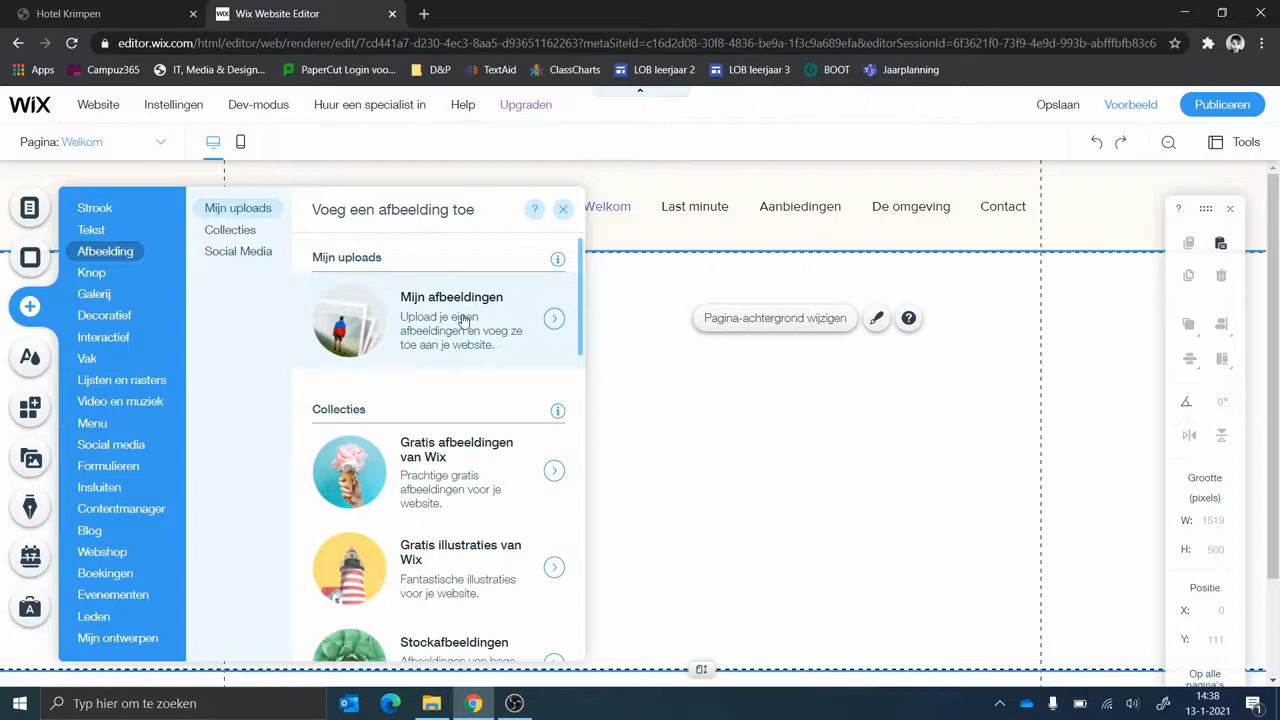 Hotel Krimpen
WIX Wix Website Editor
editor.wix.com/html/editor/web/renderer/edit/7cd441a7-d230-4ec3-8aa5-d93651162263?metaSiteId=c16d2d08-30f8-4836-be9a-1f3c9a689efa&editorSessionId=6f3621f0-73f9-4e9d-993b-abfffbfb83c6
Apps Campuz365 IT, Media & Design... PaperCut Login voo... D&P TextAid ClassCharts LOB leerjaar 2 LOB leerjaar 3 BOOT Jaarplanning
WiX Website Instellingen Dev-modus Huur een specialist in Help Upgraden Opslaan Voorbeeld Publiceren
Pagina: Welkom Tools
Welkom Last minute Aanbiedingen De omgeving Contact
Strook
Tekst
Afbeelding
Knop
Galerij
Decoratief
Interactief
Vak
Lijsten en rasters
Video en muziek
Menu
Social media
Formulieren
Insluiten
Contentmanager
Blog
Webshop
Boekingen
Evenementen
Leden
Mijn ontwerpen
Mijn uploads
Collecties
Social Media
Voeg een afbeelding toe ?
Mijn uploads
Mijn afbeeldingen
Upload je eigen
afbeeldingen en voeg ze
toe aan je website.
Collecties
Gratis afbeeldingen
van Wix
Prachtige gratis
afbeeldingen voor je
website.
Gratis illustraties van
Wix
Fantastische illustraties
voor je website.
Stockafbeeldingen
Afbeeldingen van hoge
Pagina-achtergrond wijzigen ?
?
0°
Grootte
(pixels)
W: 1519
H: 500
Positie
X: 0
Y: 111
Op alle
pagina's
Typ hier om te zoeken
14:38
13-1-2021